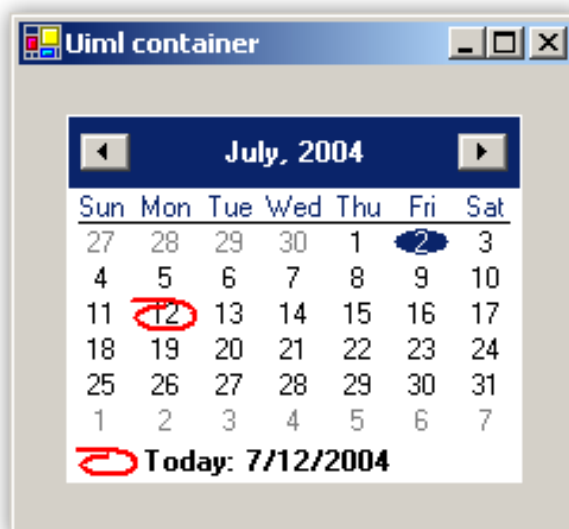 Uiml container
July, 2004
Sun Mon Tue Wed Thu Fri Sat
27 28 29 30 1 2 3
4 5 6 7 8 9 10
11 12 13 14 15 16 17
18 19 20 21 22 23 24
25 26 27 28 29 30 31
1 2 3 4 5 6 7
Today: 7/12/2004